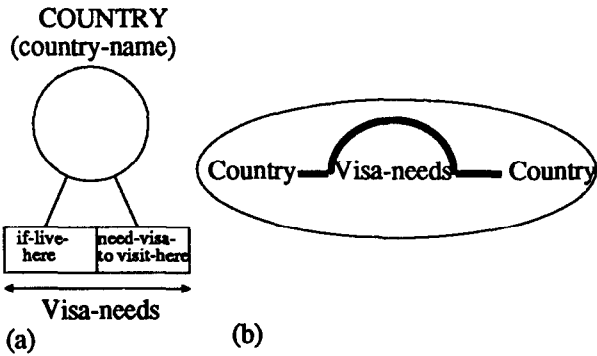 COUNTRY
(country-name)
if-live-
here
need-visa-
to visit-here
Visa-needs
(a)
Country Visa-needs Country
(b)